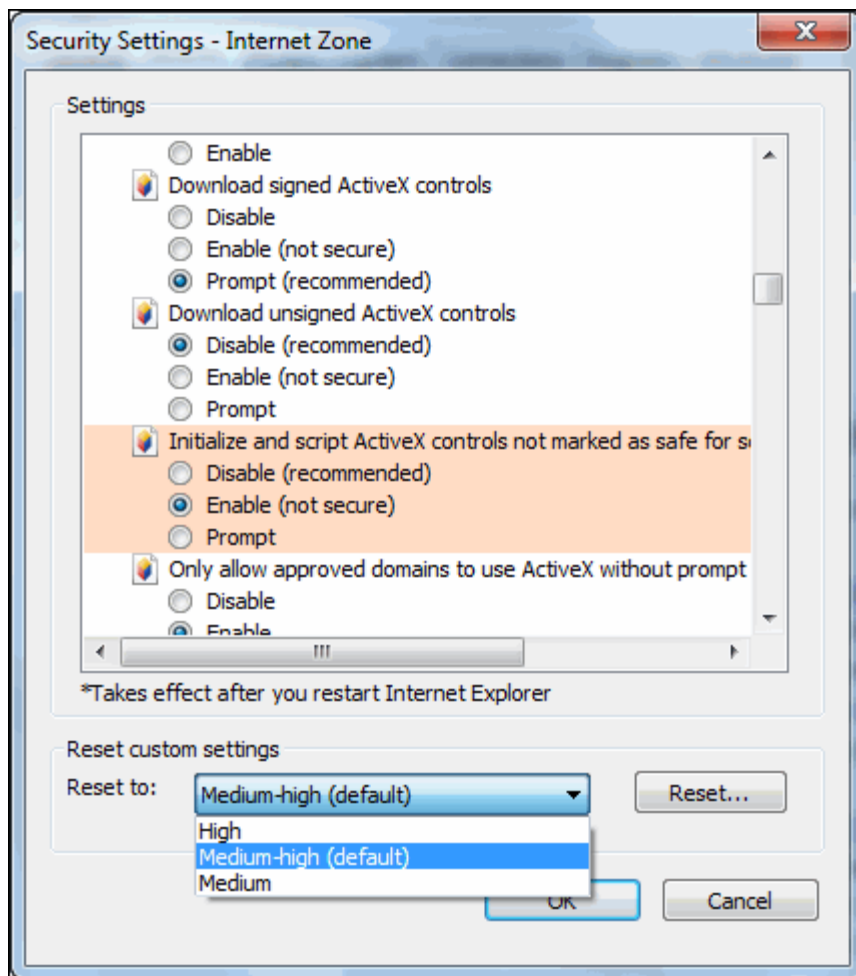 Security Settings - Internet Zone
Settings
Enable
Download signed ActiveX controls
Disable
Enable (not secure)
Prompt (recommended)
Download unsigned ActiveX controls
Disable (recommended)
Enable (not secure)
Prompt
Initialize and script ActiveX controls not marked as safe for
Disable (recommended)
Enable (not secure)
Prompt
Only allow approved domains to use ActiveX without prompt
Disable
Enable
*Takes effect after you restart Internet Explorer
Reset custom settings
Reset to: Medium-high (default) Reset...
High
Medium-high (default)
Medium
OK Cancel